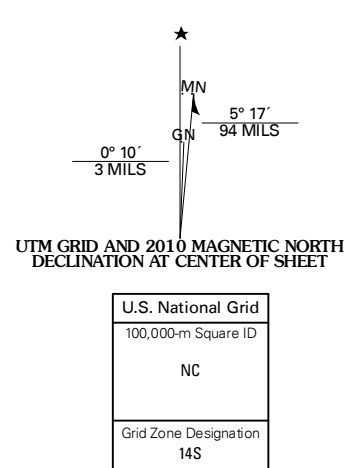 ★
MN
5° 17´
94 MILS
GN
0° 10´
3 MILS
UTM GRID AND 2010 MAGNETIC NORTH
DECLINATION AT CENTER OF SHEET
U.S. National Grid
100,000-m Square ID
NC
Grid Zone Designation
14S